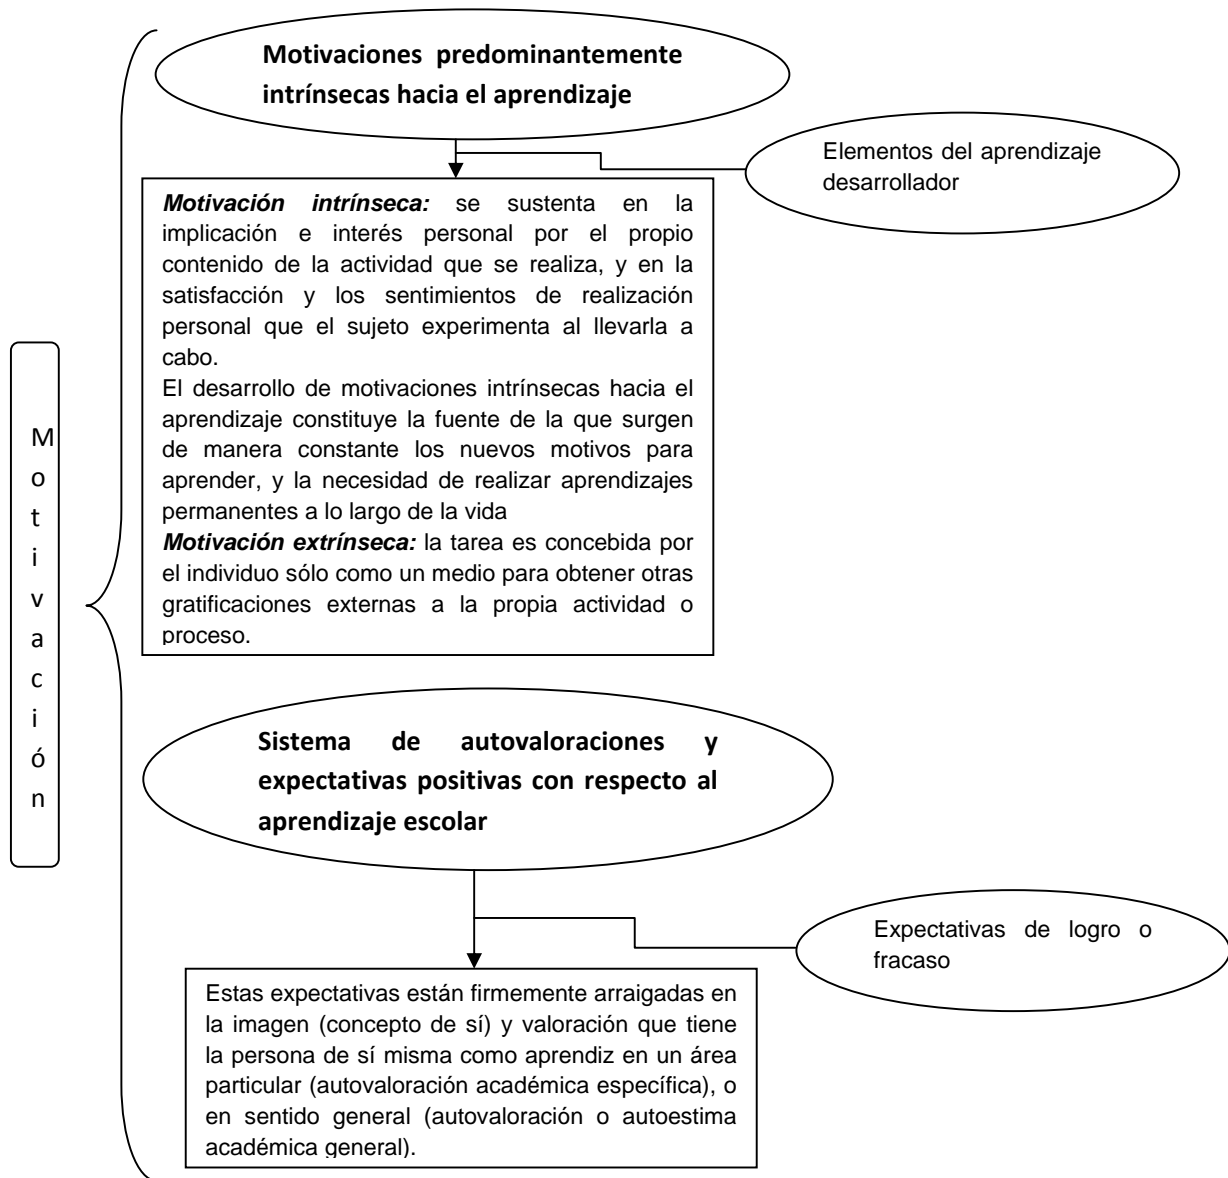 Motivaciones predominantemente
intrínsecas hacia el aprendizaje
Elementos del aprendizaje
desarrollador
Motivación intrínseca: se sustenta en la
implicación e interés personal por el propio
contenido de la actividad que se realiza, y en la
satisfacción y los sentimientos de realización
personal que el sujeto experimenta al llevarla a
cabo.
El desarrollo de motivaciones intrínsecas hacia el
aprendizaje constituye la fuente de la que surgen
de manera constante los nuevos motivos para
aprender, y la necesidad de realizar aprendizajes
permanentes a lo largo de la vida
Motivación extrínseca: la tarea es concebida por
el individuo sólo como un medio para obtener otras
gratificaciones externas a la propia actividad o
proceso.
M
o
t
i
v
a
c
i
ó
n
Sistema de autovaloraciones y
expectativas positivas con respecto al
aprendizaje escolar
Expectativas de logro o
fracaso
Estas expectativas están firmemente arraigadas en
la imagen (concepto de sí) y valoración que tiene
la persona de sí misma como aprendiz en un área
particular (autovaloración académica específica), o
en sentido general (autovaloración o autoestima
académica general).